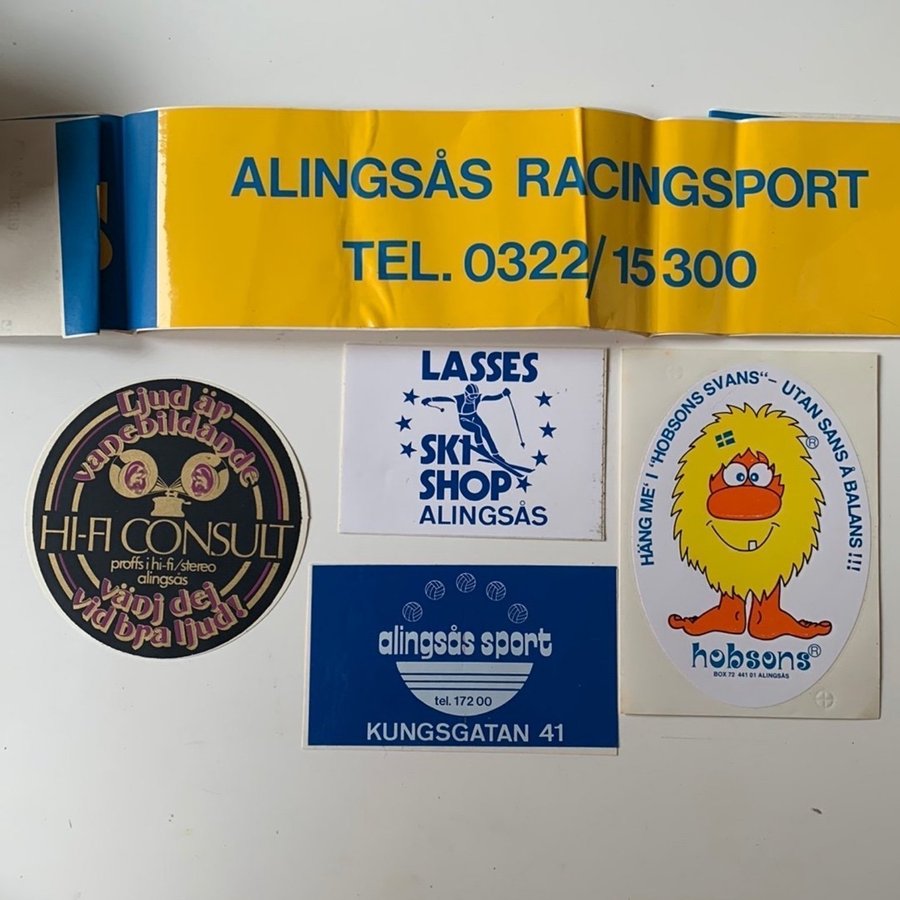 ALINGSÅS RACINGSPORT
TEL. 0322/15300
Ljud är
vanebildande
HI-FI CONSULT
proffs i hi-fi/stereo
alingsås
vänj dej
vid bra ljud!
LASSES
SKI
SHOP
ALINGSÅS
alingsås sport
tel. 172 00
KUNGSGATAN 41
HÄNG ME' I "HOBSONS SVANS" - UTAN SANS Å BALANS !!!
®
hobsons®
BOX 72 441 01 ALINGSÅS